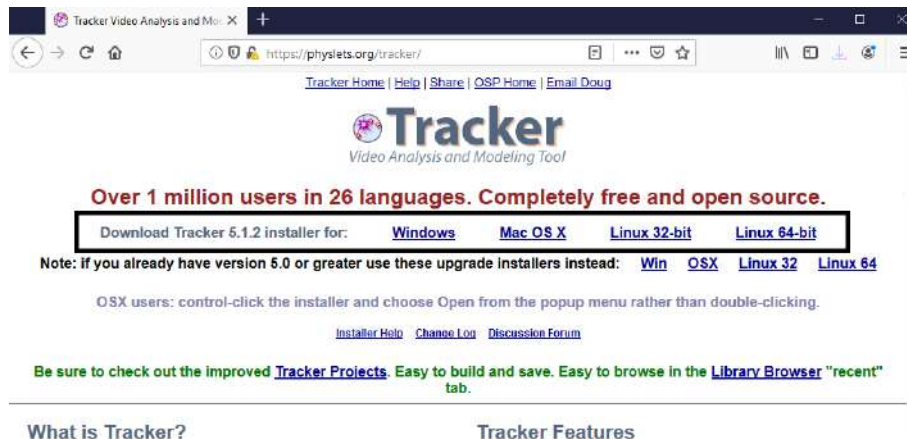 Tracker Video Analysis and Mo
https://physlets.org/tracker/
Tracker Home | Help | Share | OSP Home | Email Doug
Tracker
Video Analysis and Modeling Tool
Over 1 million users in 26 languages. Completely free and open source.
Download Tracker 5.1.2 installer for: Windows Mac OS X Linux 32-bit Linux 64-bit
Note: if you already have version 5.0 or greater use these upgrade installers instead: Win OSX Linux 32 Linux 64
OSX users: control-click the installer and choose Open from the popup menu rather than double-clicking.
Installer Help Change Log Discussion Forum
Be sure to check out the improved Tracker Projects. Easy to build and save. Easy to browse in the Library Browser "recent"
tab.
What is Tracker? Tracker Features